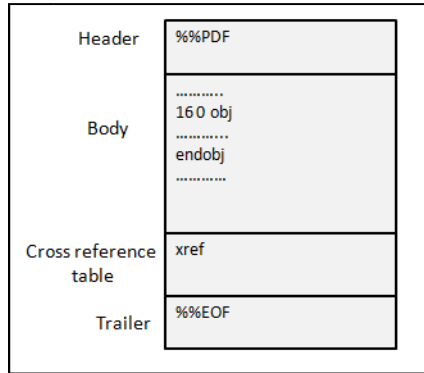 Header
%%PDF
Body
...........
16 0 obj
............
endobj
............
Cross reference
table
xref
Trailer
%%EOF